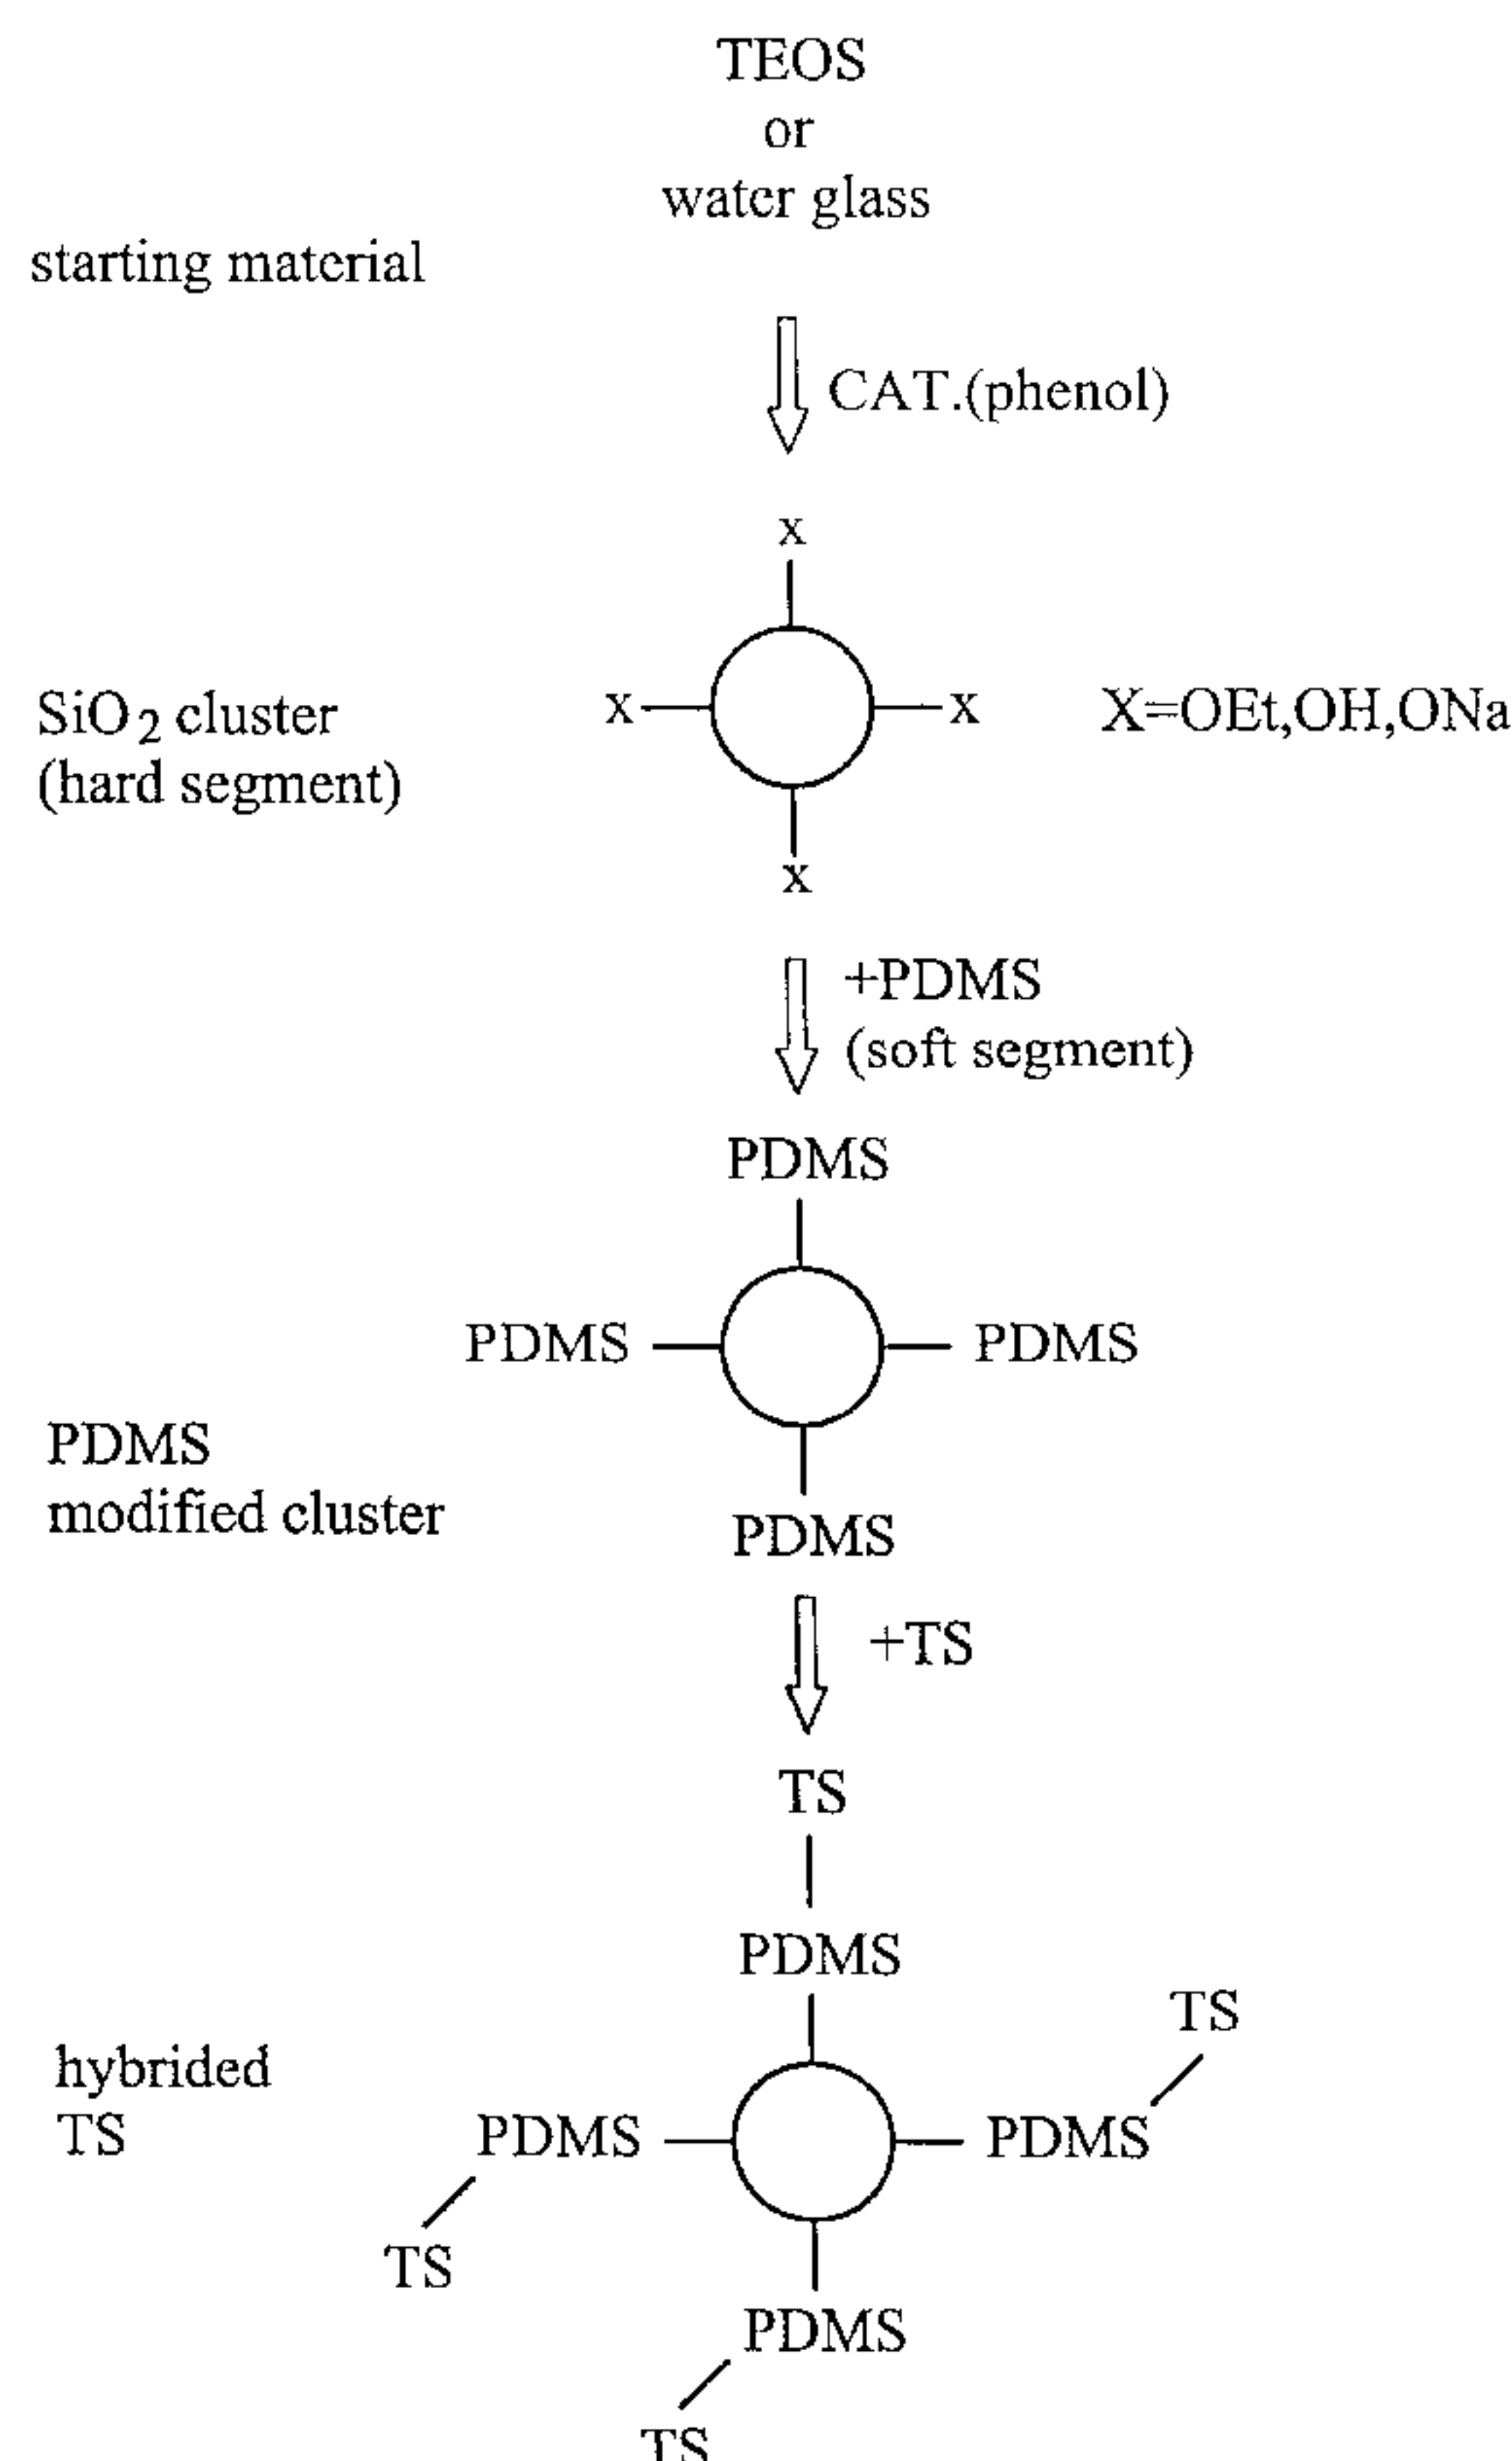 TEOS
or
water glass
starting material
CAT.(phenol)
x
x
x
SiO2 cluster
(hard segment)
X=OEt,OH,ONa
x
+PDMS
(soft segment)
PDMS
PDMS
PDMS
PDMS
modified cluster
PDMS
+TS
TS
PDMS
TS
hybrided
TS
PDMS
PDMS
TS
PDMS
TS